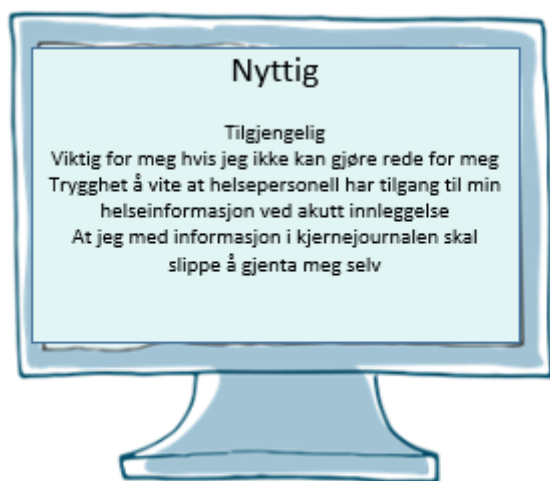 Nyttig
Tilgjengelig
Viktig for meg hvis jeg ikke kan gjøre rede for meg
Trygghet å vite at helsepersonell har tilgang til min
helseinformasjon ved akutt innleggelse
At jeg med informasjon i kjernejournalen skal
slippe å gjenta meg selv